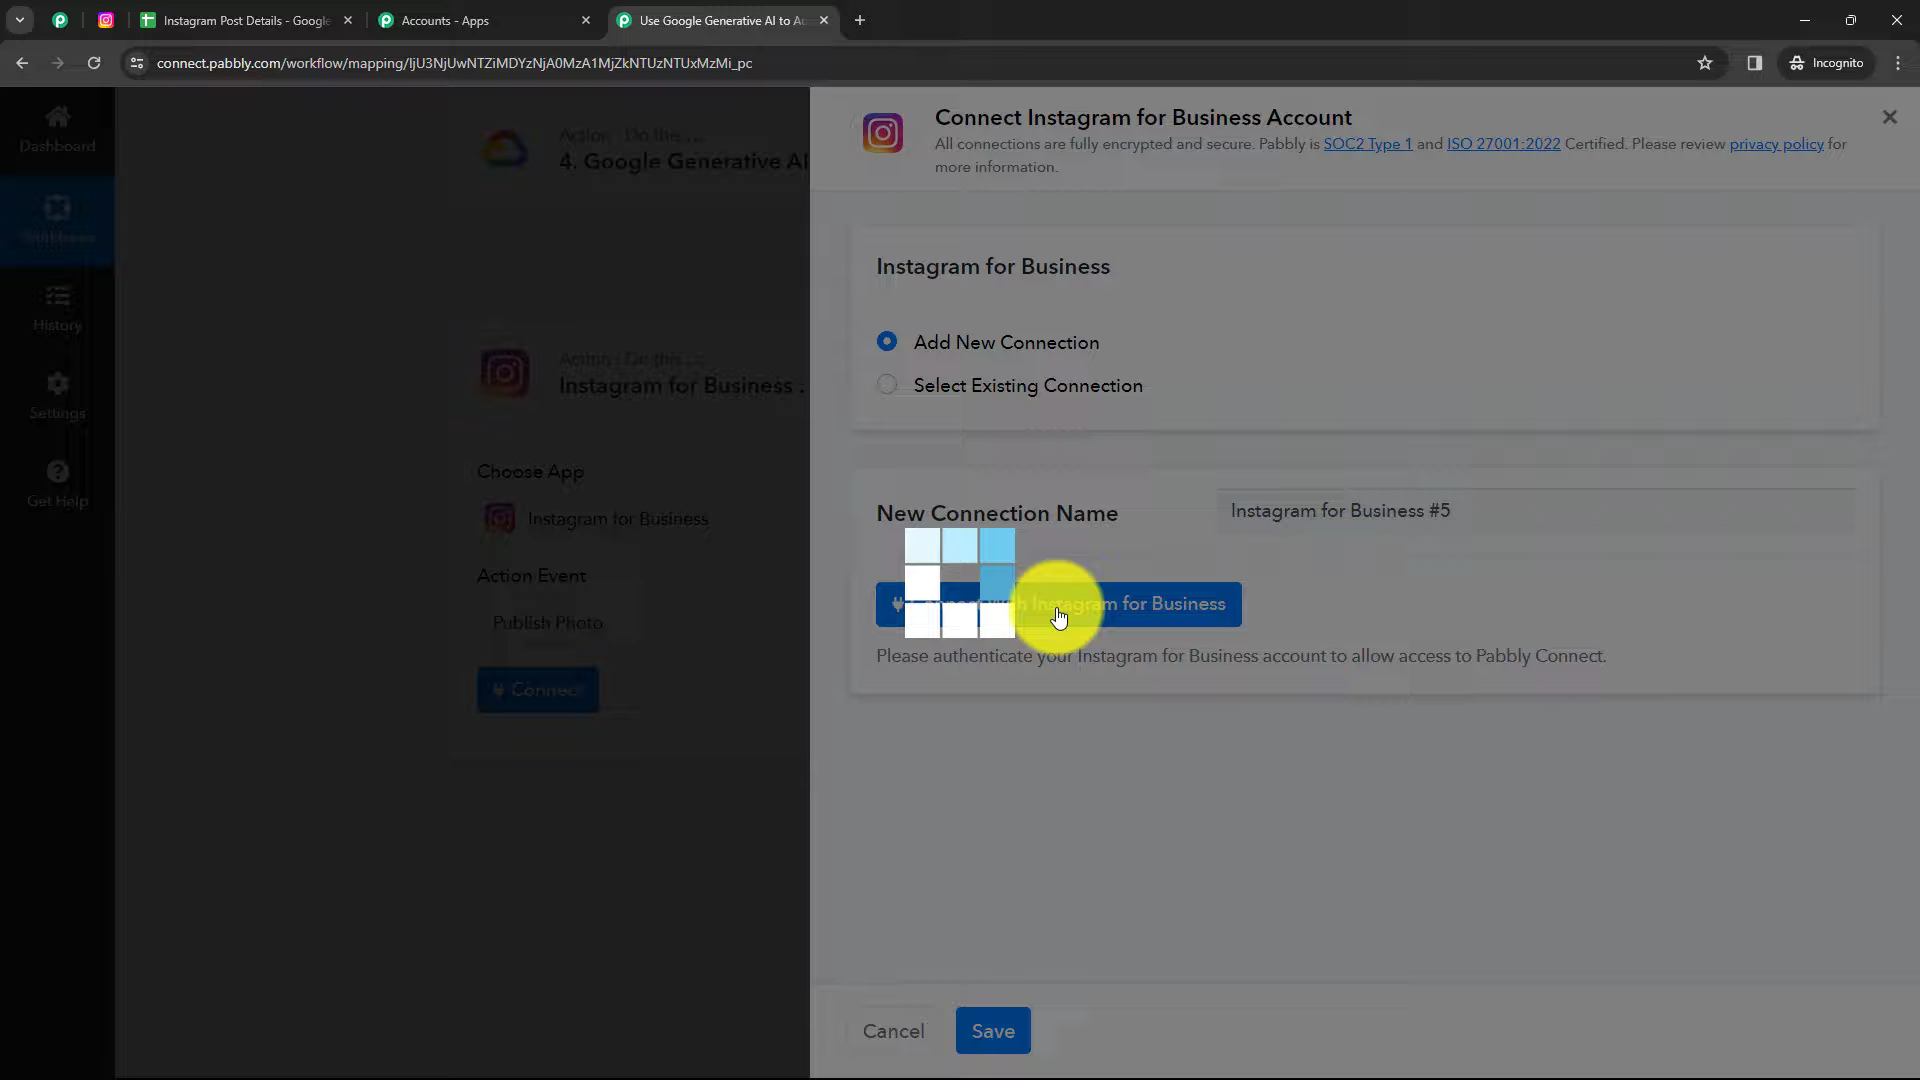 Instagram Post Details - Google
Accounts - Apps
Use Google Generative AI to Au
connect.pabbly.com/workflow/mapping/IjU3NjUwNTZiMDYzNjA0MzA1MjZkNTUzNTUxMzMi_pc
Incognito
Dashboard
History
Settings
Get Help
Action : Do this ...
4. Google Generative AI
Action : Do this ...
Instagram for Business :
Choose App
Instagram for Business
Action Event
Publish Photo
Connect
Connect Instagram for Business Account
All connections are fully encrypted and secure. Pabbly is SOC2 Type 1 and ISO 27001:2022 Certified. Please review privacy policy for
more information.
Instagram for Business
Add New Connection
Select Existing Connection
New Connection Name
Instagram for Business #5
Connect With Instagram for Business
Please authenticate your Instagram for Business account to allow access to Pabbly Connect.
Cancel
Save